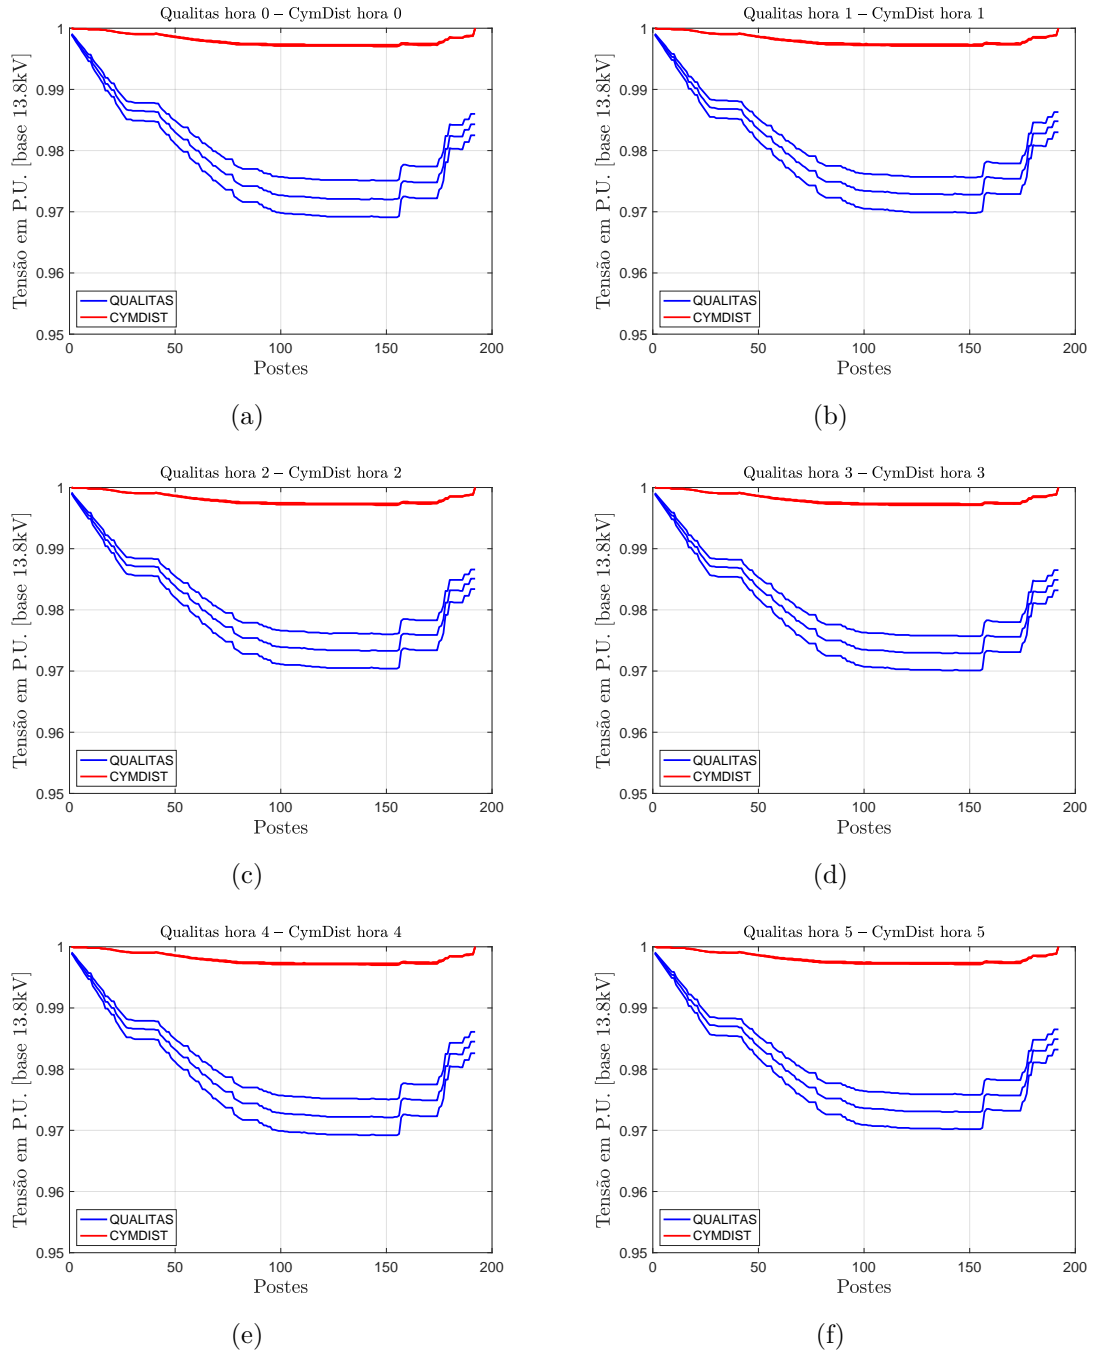 Qualitas hora 0 – CymDist hora 0
1
0.99
0.98
0.97
0.96
0.95
Tensão em P.U. [base 13.8kV]
QUALITAS
CYMDIST
0 50 100 150 200
Postes
(a)
Qualitas hora 1 – CymDist hora 1
1
0.99
0.98
0.97
0.96
0.95
Tensão em P.U. [base 13.8kV]
QUALITAS
CYMDIST
0 50 100 150 200
Postes
(b)
Qualitas hora 2 – CymDist hora 2
1
0.99
0.98
0.97
0.96
0.95
Tensão em P.U. [base 13.8kV]
QUALITAS
CYMDIST
0 50 100 150 200
Postes
(c)
Qualitas hora 3 – CymDist hora 3
1
0.99
0.98
0.97
0.96
0.95
Tensão em P.U. [base 13.8kV]
QUALITAS
CYMDIST
0 50 100 150 200
Postes
(d)
Qualitas hora 4 – CymDist hora 4
1
0.99
0.98
0.97
0.96
0.95
Tensão em P.U. [base 13.8kV]
QUALITAS
CYMDIST
0 50 100 150 200
Postes
(e)
Qualitas hora 5 – CymDist hora 5
1
0.99
0.98
0.97
0.96
0.95
Tensão em P.U. [base 13.8kV]
QUALITAS
CYMDIST
0 50 100 150 200
Postes
(f)